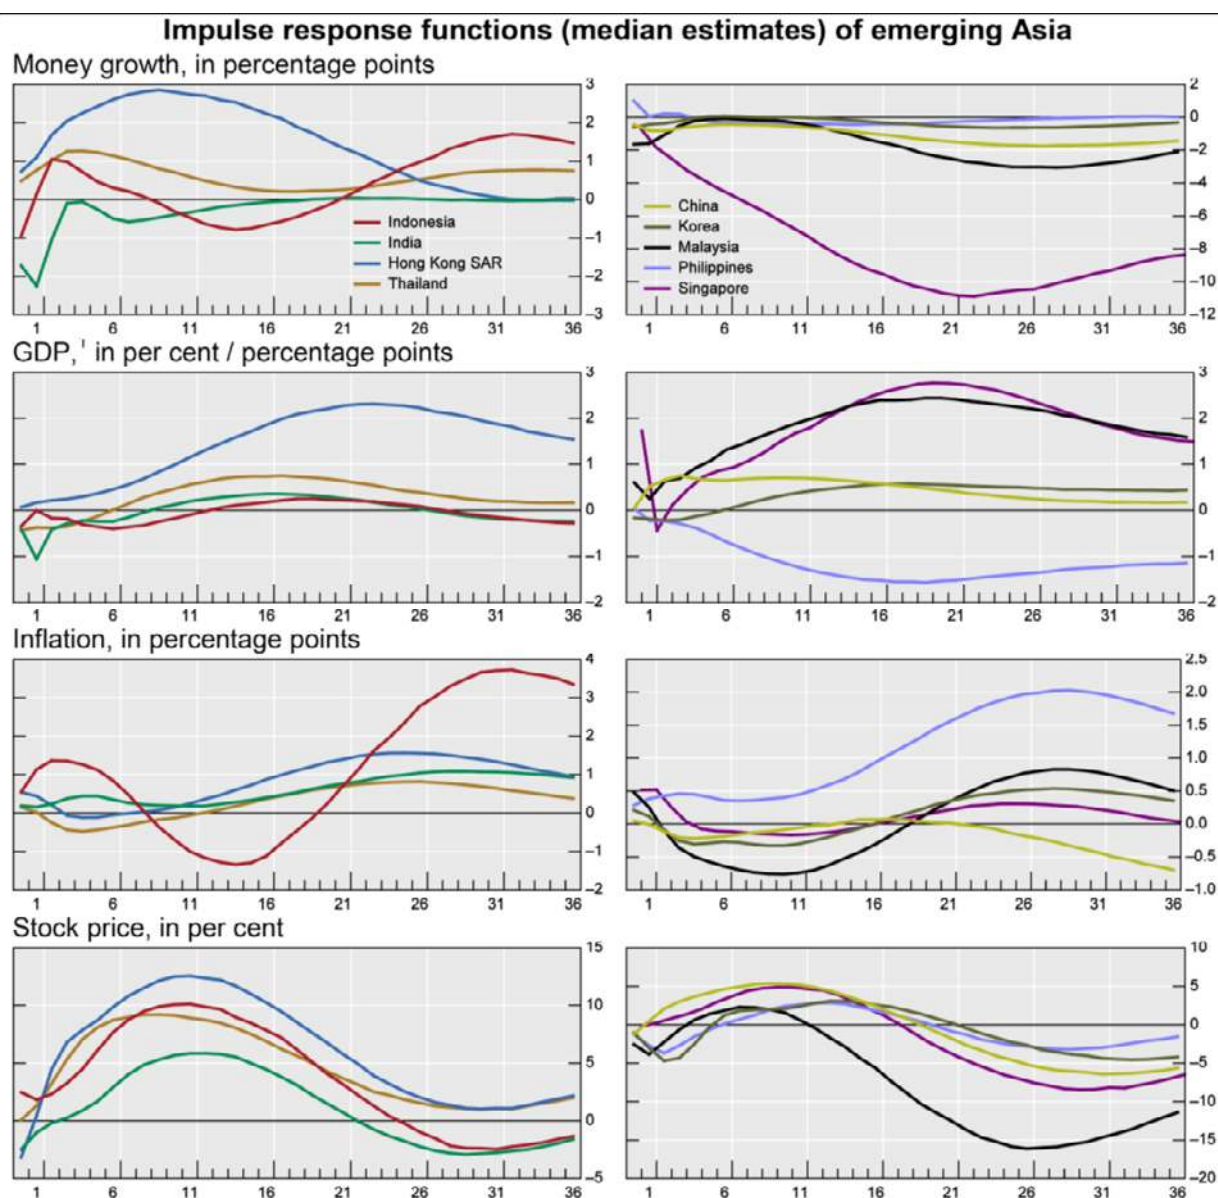 Impulse response functions (median estimates) of emerging Asia
Money growth, in percentage points
3
2
1
0
–1
–2
–3
Indonesia
India
Hong Kong SAR
Thailand
1 6 11 16 21 26 31 36
2
0
–2
–4
–6
–8
–10
–12
China
Korea
Malaysia
Philippines
Singapore
1 6 11 16 21 26 31 36
GDP,¹ in per cent / percentage points
3
2
1
0
–1
–2
1 6 11 16 21 26 31 36
3
2
1
0
–1
–2
1 6 11 16 21 26 31 36
Inflation, in percentage points
4
3
2
1
0
–1
–2
1 6 11 16 21 26 31 36
2.5
2.0
1.5
1.0
0.5
0.0
–0.5
–1.0
1 6 11 16 21 26 31 36
Stock price, in per cent
15
10
5
0
–5
1 6 11 16 21 26 31 36
10
5
0
–5
–10
–15
–20
1 6 11 16 21 26 31 36